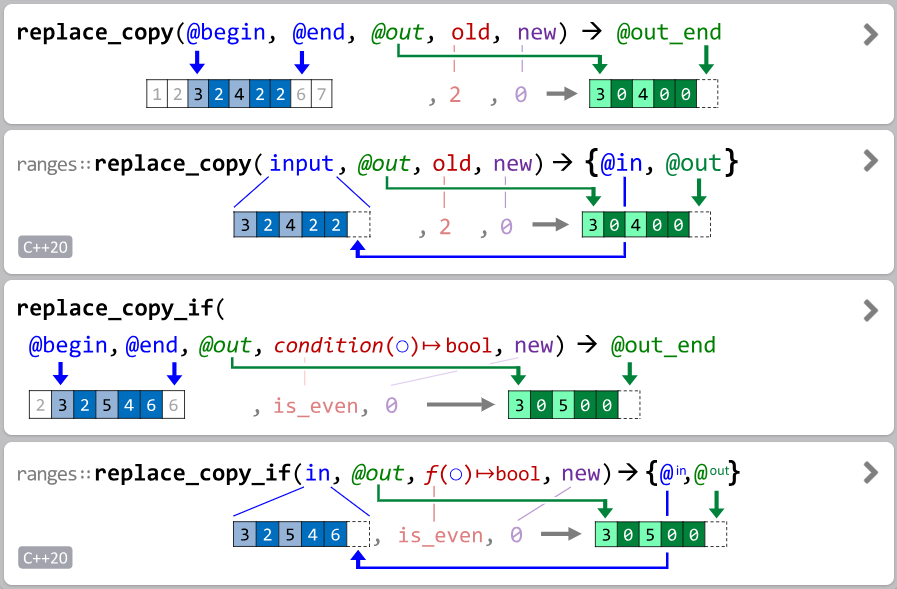 replace_copy(@begin, @end, @out, old, new) → @out_end
1 2 3 2 4 2 2 6 7 , 2 , 0 3 0 4 0 0
ranges::replace_copy(input, @out, old, new) → {@in, @out}
3 2 4 2 2 , 2 , 0 3 0 4 0 0
C++20
replace_copy_if(
@begin, @end, @out, condition(○)↦bool, new) → @out_end
2 3 2 5 4 6 6 , is_even, 0 3 0 5 0 0
ranges::replace_copy_if(in, @out, f(○)↦bool, new) → {@in,@out}
3 2 5 4 6 , is_even, 0 3 0 5 0 0
C++20